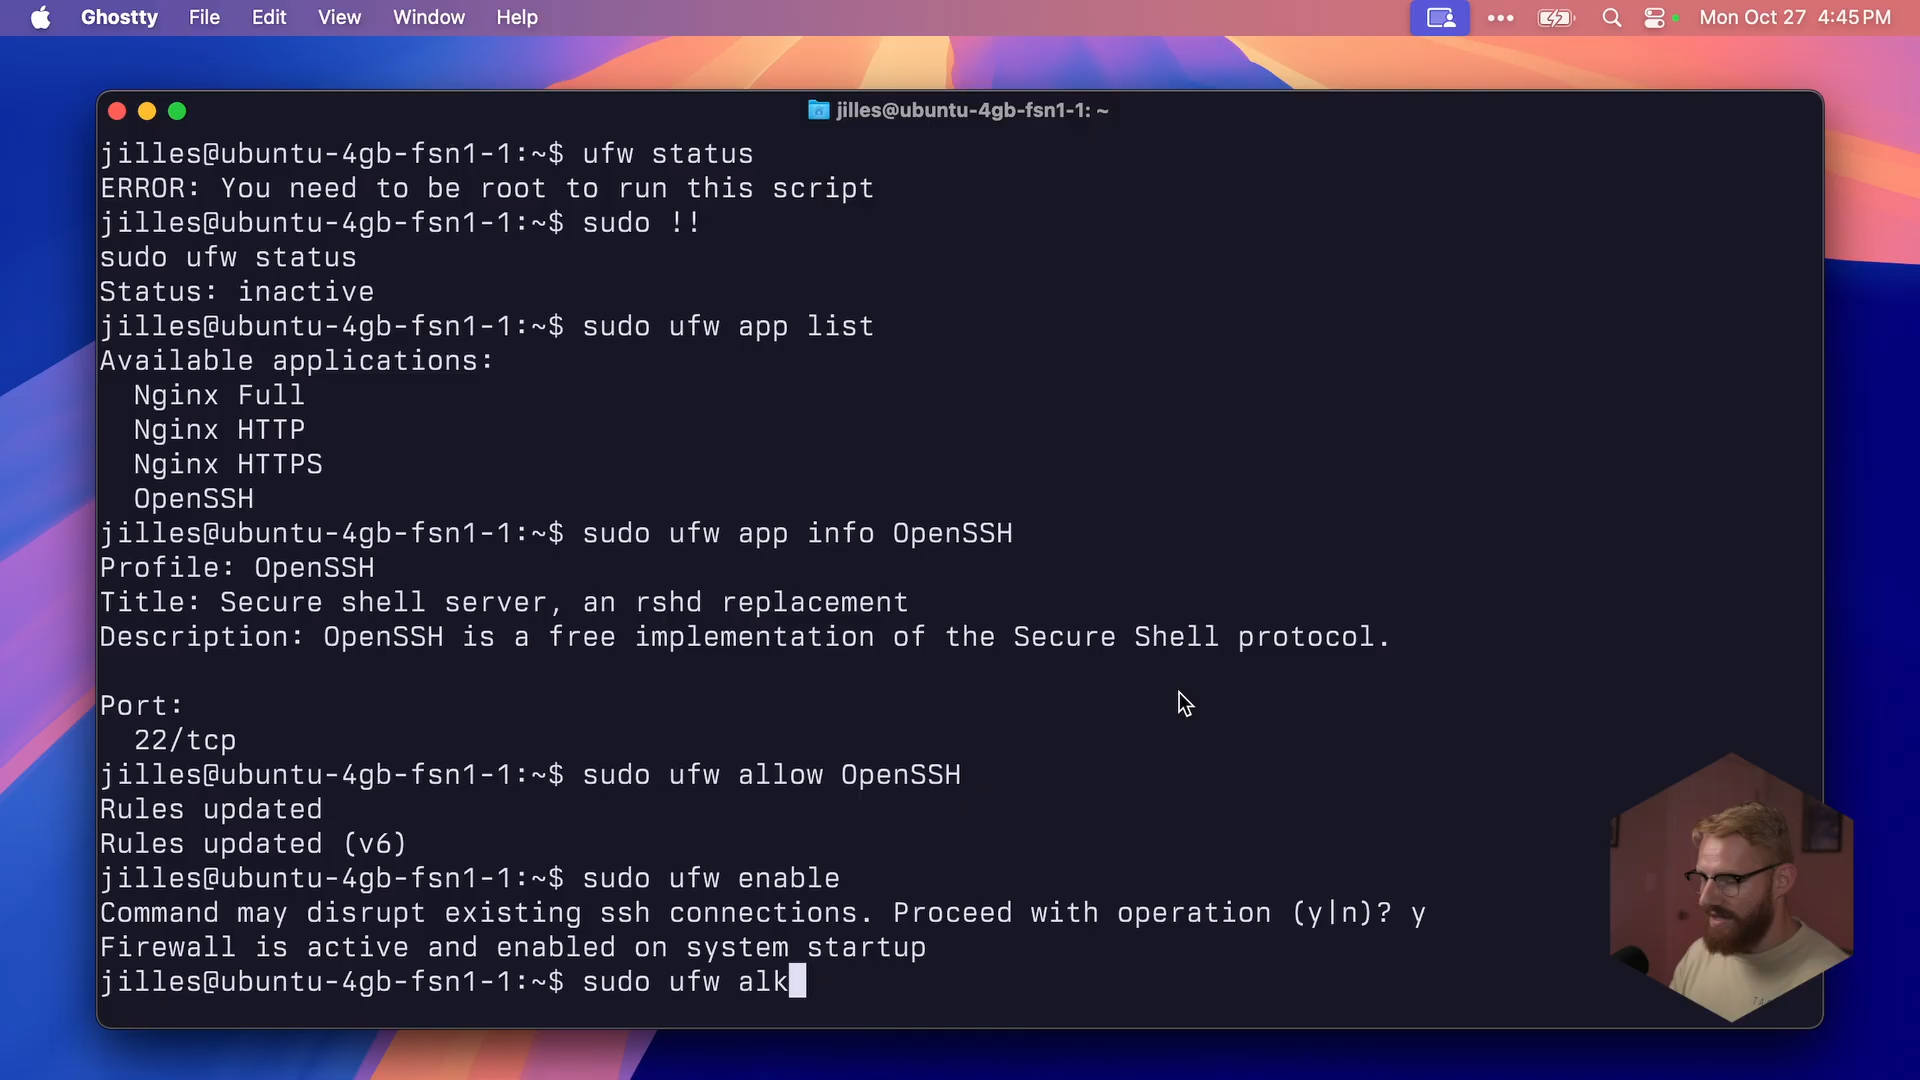 Ghostty File Edit View Window Help Mon Oct 27 4:45 PM
jilles@ubuntu-4gb-fsn1-1: ~
jilles@ubuntu-4gb-fsn1-1:~$ ufw status
ERROR: You need to be root to run this script
jilles@ubuntu-4gb-fsn1-1:~$ sudo !!
sudo ufw status
Status: inactive
jilles@ubuntu-4gb-fsn1-1:~$ sudo ufw app list
Available applications:
  Nginx Full
  Nginx HTTP
  Nginx HTTPS
  OpenSSH
jilles@ubuntu-4gb-fsn1-1:~$ sudo ufw app info OpenSSH
Profile: OpenSSH
Title: Secure shell server, an rshd replacement
Description: OpenSSH is a free implementation of the Secure Shell protocol.
Port:
  22/tcp
jilles@ubuntu-4gb-fsn1-1:~$ sudo ufw allow OpenSSH
Rules updated
Rules updated (v6)
jilles@ubuntu-4gb-fsn1-1:~$ sudo ufw enable
Command may disrupt existing ssh connections. Proceed with operation (y|n)? y
Firewall is active and enabled on system startup
jilles@ubuntu-4gb-fsn1-1:~$ sudo ufw alk